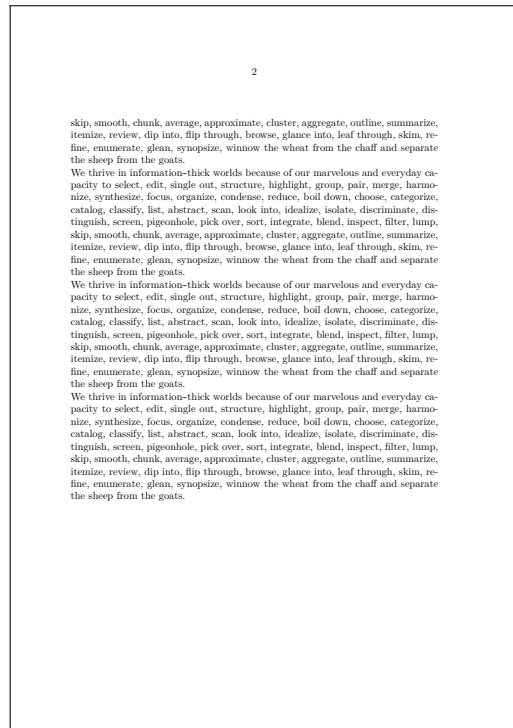 2
skip, smooth, chunk, average, approximate, cluster, aggregate, outline, summarize,
itemize, review, dip into, flip through, browse, glance into, leaf through, skim, re-
fine, enumerate, glean, synopsize, winnow the wheat from the chaff and separate
the sheep from the goats.
We thrive in information–thick worlds because of our marvelous and everyday ca-
pacity to select, edit, single out, structure, highlight, group, pair, merge, harmo-
nize, synthesize, focus, organize, condense, reduce, boil down, choose, categorize,
catalog, classify, list, abstract, scan, look into, idealize, isolate, discriminate, dis-
tinguish, screen, pigeonhole, pick over, sort, integrate, blend, inspect, filter, lump,
skip, smooth, chunk, average, approximate, cluster, aggregate, outline, summarize,
itemize, review, dip into, flip through, browse, glance into, leaf through, skim, re-
fine, enumerate, glean, synopsize, winnow the wheat from the chaff and separate
the sheep from the goats.
We thrive in information–thick worlds because of our marvelous and everyday ca-
pacity to select, edit, single out, structure, highlight, group, pair, merge, harmo-
nize, synthesize, focus, organize, condense, reduce, boil down, choose, categorize,
catalog, classify, list, abstract, scan, look into, idealize, isolate, discriminate, dis-
tinguish, screen, pigeonhole, pick over, sort, integrate, blend, inspect, filter, lump,
skip, smooth, chunk, average, approximate, cluster, aggregate, outline, summarize,
itemize, review, dip into, flip through, browse, glance into, leaf through, skim, re-
fine, enumerate, glean, synopsize, winnow the wheat from the chaff and separate
the sheep from the goats.
We thrive in information–thick worlds because of our marvelous and everyday ca-
pacity to select, edit, single out, structure, highlight, group, pair, merge, harmo-
nize, synthesize, focus, organize, condense, reduce, boil down, choose, categorize,
catalog, classify, list, abstract, scan, look into, idealize, isolate, discriminate, dis-
tinguish, screen, pigeonhole, pick over, sort, integrate, blend, inspect, filter, lump,
skip, smooth, chunk, average, approximate, cluster, aggregate, outline, summarize,
itemize, review, dip into, flip through, browse, glance into, leaf through, skim, re-
fine, enumerate, glean, synopsize, winnow the wheat from the chaff and separate
the sheep from the goats.